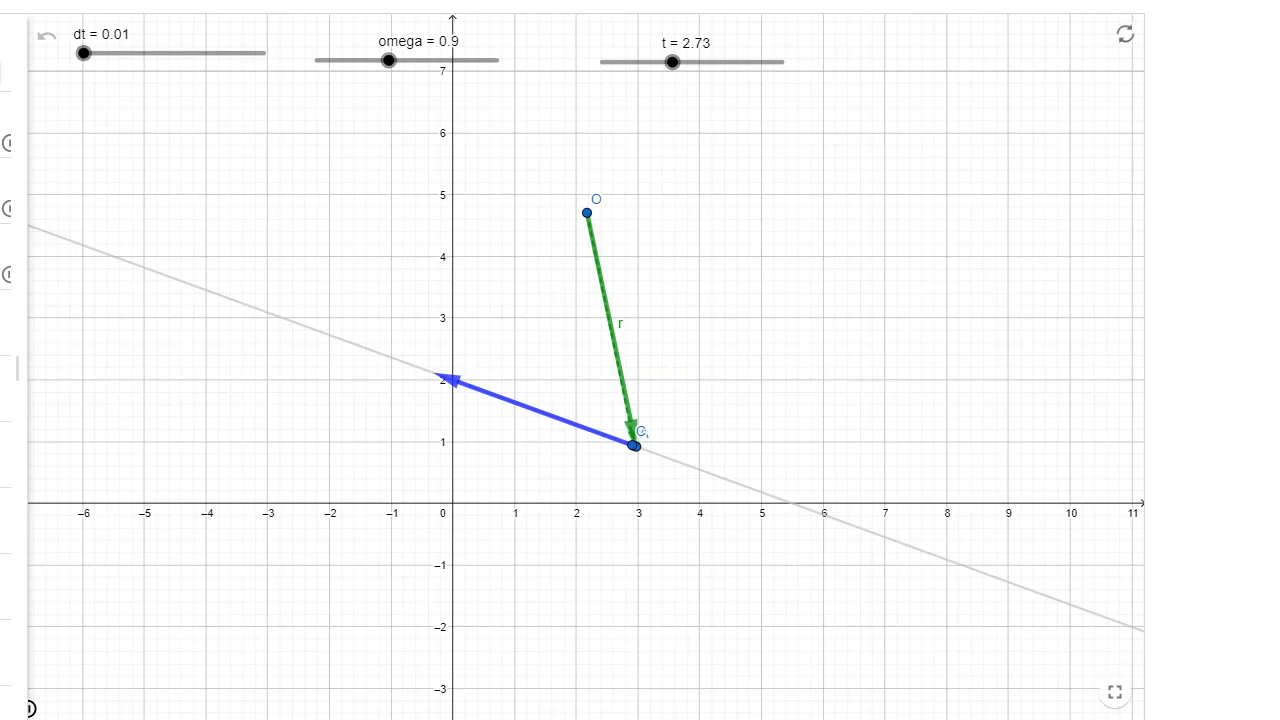 dt = 0.01
omega = 0.9
t = 2.73
7
6
5
O
4
3
r
2
1
–6 –5 –4 –3 –2 –1 0 1 2 3 4 5 6 7 8 9 10 11
–1
–2
–3